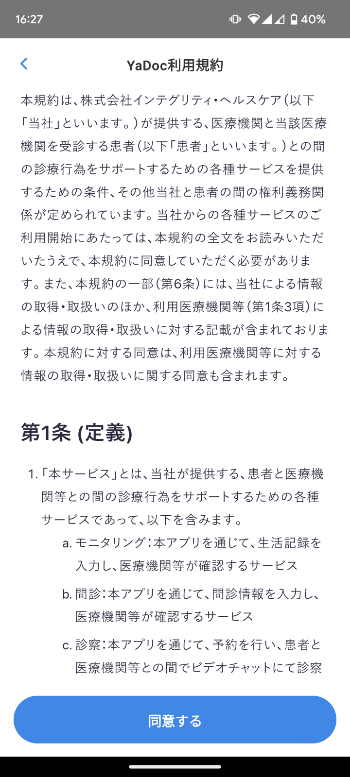 16:27
40%
YaDoc利用規約
本規約は、株式会社インテグリティ・ヘルスケア（以下
「当社」といいます。）が提供する、医療機関と当該医療
機関を受診する患者（以下「患者」といいます。）との間
の診療行為をサポートするための各種サービスを提供
するための条件、その他当社と患者の間の権利義務関
係が定められています。当社からの各種サービスのご
利用開始にあたっては、本規約の全文をお読みいただ
いたうえで、本規約に同意していただく必要がありま
す。また、本規約の一部（第6条）には、当社による情報
の取得・取扱いのほか、利用医療機関等（第1条3項）に
よる情報の取得・取扱いに対する記載が含まれておりま
す。本規約に対する同意は、利用医療機関等に対する
情報の取得・取扱いに関する同意も含まれます。
第1条 (定義)
1. 「本サービス」とは、当社が提供する、患者と医療機
関等との間の診療行為をサポートするための各種
サービスであって、以下を含みます。
a. モニタリング：本アプリを通じて、生活記録を
入力し、医療機関等が確認するサービス
b. 問診：本アプリを通じて、問診情報を入力し、
医療機関等が確認するサービス
c. 診察：本アプリを通じて、予約を行い、患者と
医療機関等との間でビデオチャットにて診察
同意する